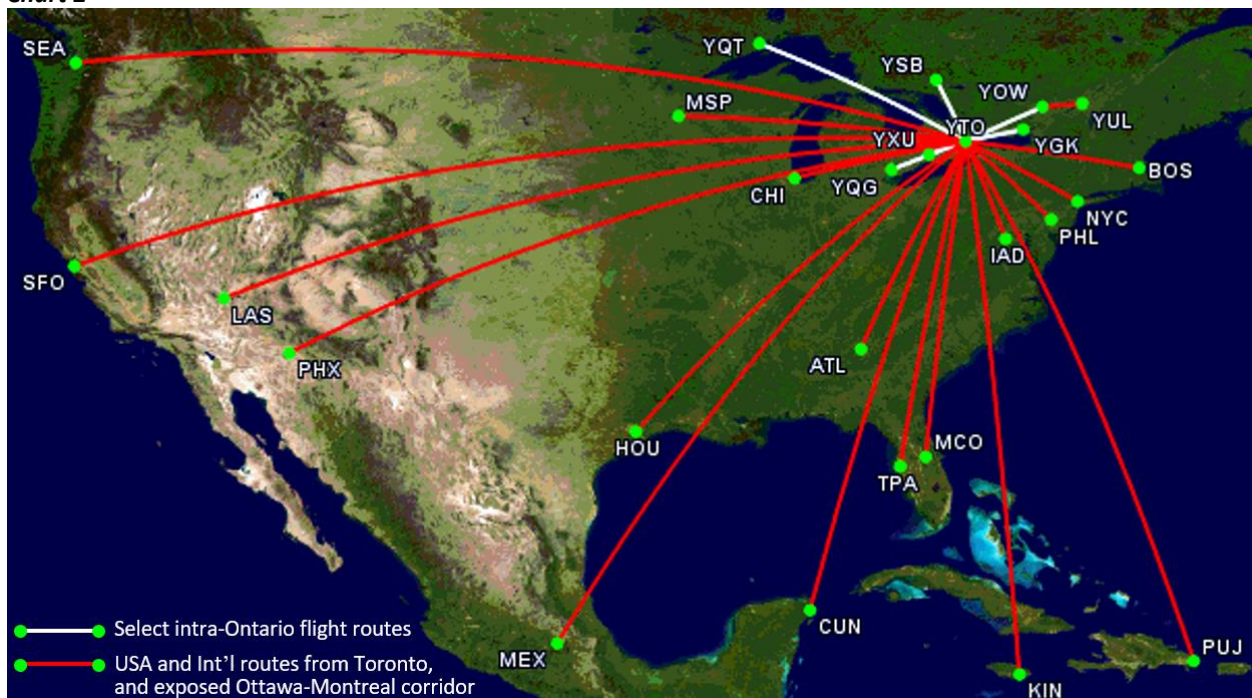 SEA
YQT
YSB
MSP
YOW
YUL
YTO
YXU
YGK
CHI
YQG
BOS
NYC
PHL
IAD
SFO
LAS
PHX
ATL
HOU
MCO
TPA
CUN
MEX
PUJ
KIN
Select intra-Ontario flight routes
USA and Int'l routes from Toronto,
and exposed Ottawa-Montreal corridor